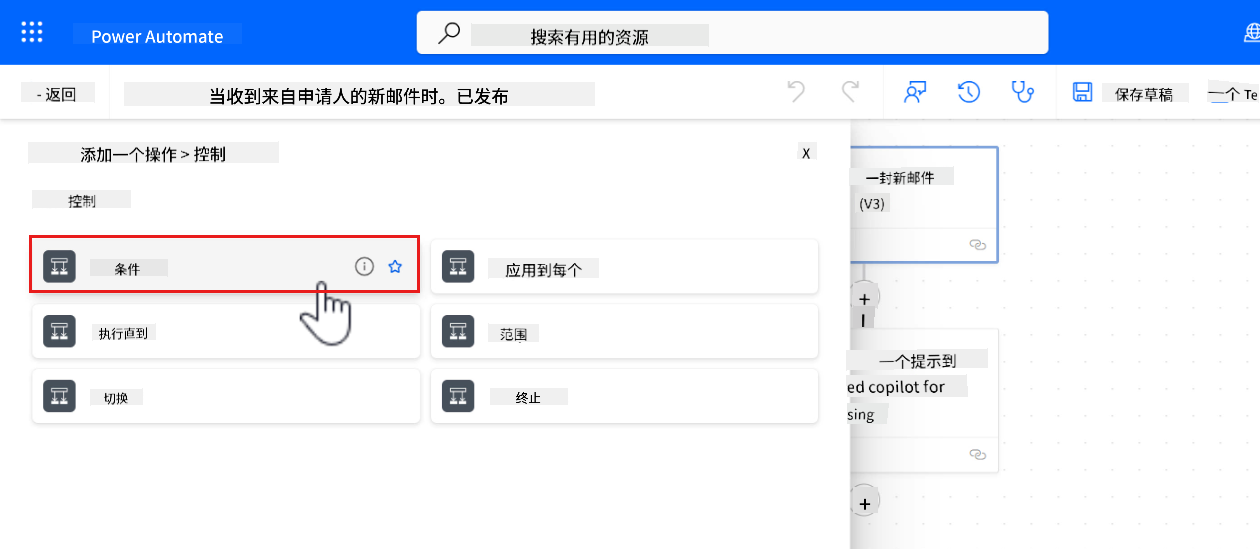 Power Automate
搜索有用的资源
- 返回
当收到来自申请人的新邮件时。已发布
保存草稿
一个 Te
添加一个操作 > 控制
X
控制
条件
应用到每个
执行直到
范围
切换
终止
一封新邮件
(V3)
一个提示到
ed copilot for
sing